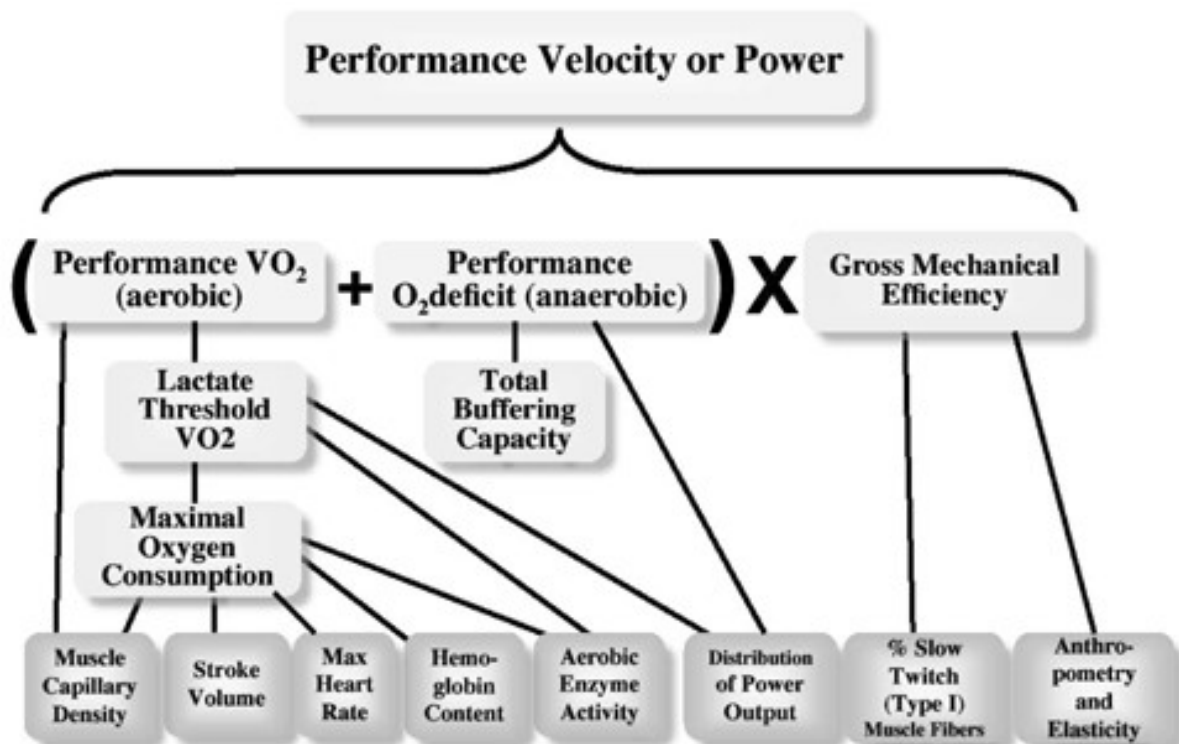 Performance Velocity or Power
(
Performance VO₂
(aerobic)
+
Performance
O₂deficit (anaerobic)
)
X
Gross Mechanical
Efficiency
Lactate
Threshold
VO2
Total
Buffering
Capacity
Maximal
Oxygen
Consumption
Muscle
Capillary
Density
Stroke
Volume
Max
Heart
Rate
Hemo-
globin
Content
Aerobic
Enzyme
Activity
Distribution
of Power
Output
% Slow
Twitch
(Type I)
Muscle Fibers
Anthro-
pometry
and
Elasticity